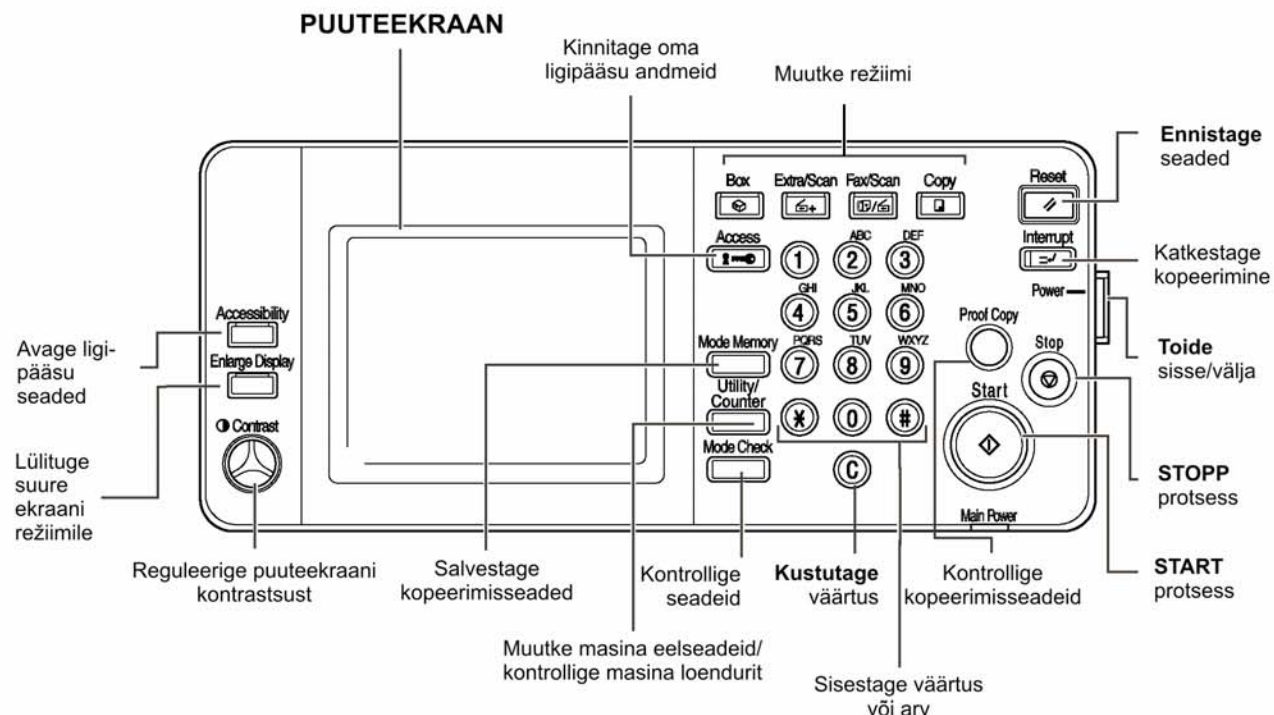 PUUTEEKRAAN
Kinnitage oma
ligipääsu andmeid
Muutke režiimi
Ennistage
seaded
Box
Extra/Scan
Fax/Scan
Copy
Reset
Access
ABC
DEF
1
2
3
Interrupt
Katkestage
kopeerimine
GHI
JKL
MNO
4
5
6
Power
Accessibility
Proof Copy
Stop
Avage ligi-
pääsu
seaded
Enlarge Display
Mode Memory
PQRS
TUV
WXYZ
7
8
9
Toide
sisse/välja
Utility/
Counter
Start
Contrast
*
0
#
Mode Check
C
Lülituge
suure
ekraani
režiimile
STOPP
protsess
Main Power
Reguleerige puuteekraani
kontrastsust
Salvestage
kopeerimisseaded
Kontrollige
seadeid
Kustutage
väärtus
Kontrollige
kopeerimisseadeid
START
protsess
Muutke masina eelseadeid/
kontrollige masina loendurit
Sisestage väärtus
või arv